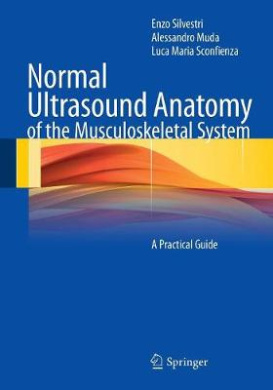 Enzo Silvestri
Alessandro Muda
Luca Maria Sconfienza
Normal
Ultrasound Anatomy
of the Musculoskeletal System
A Practical Guide
Springer